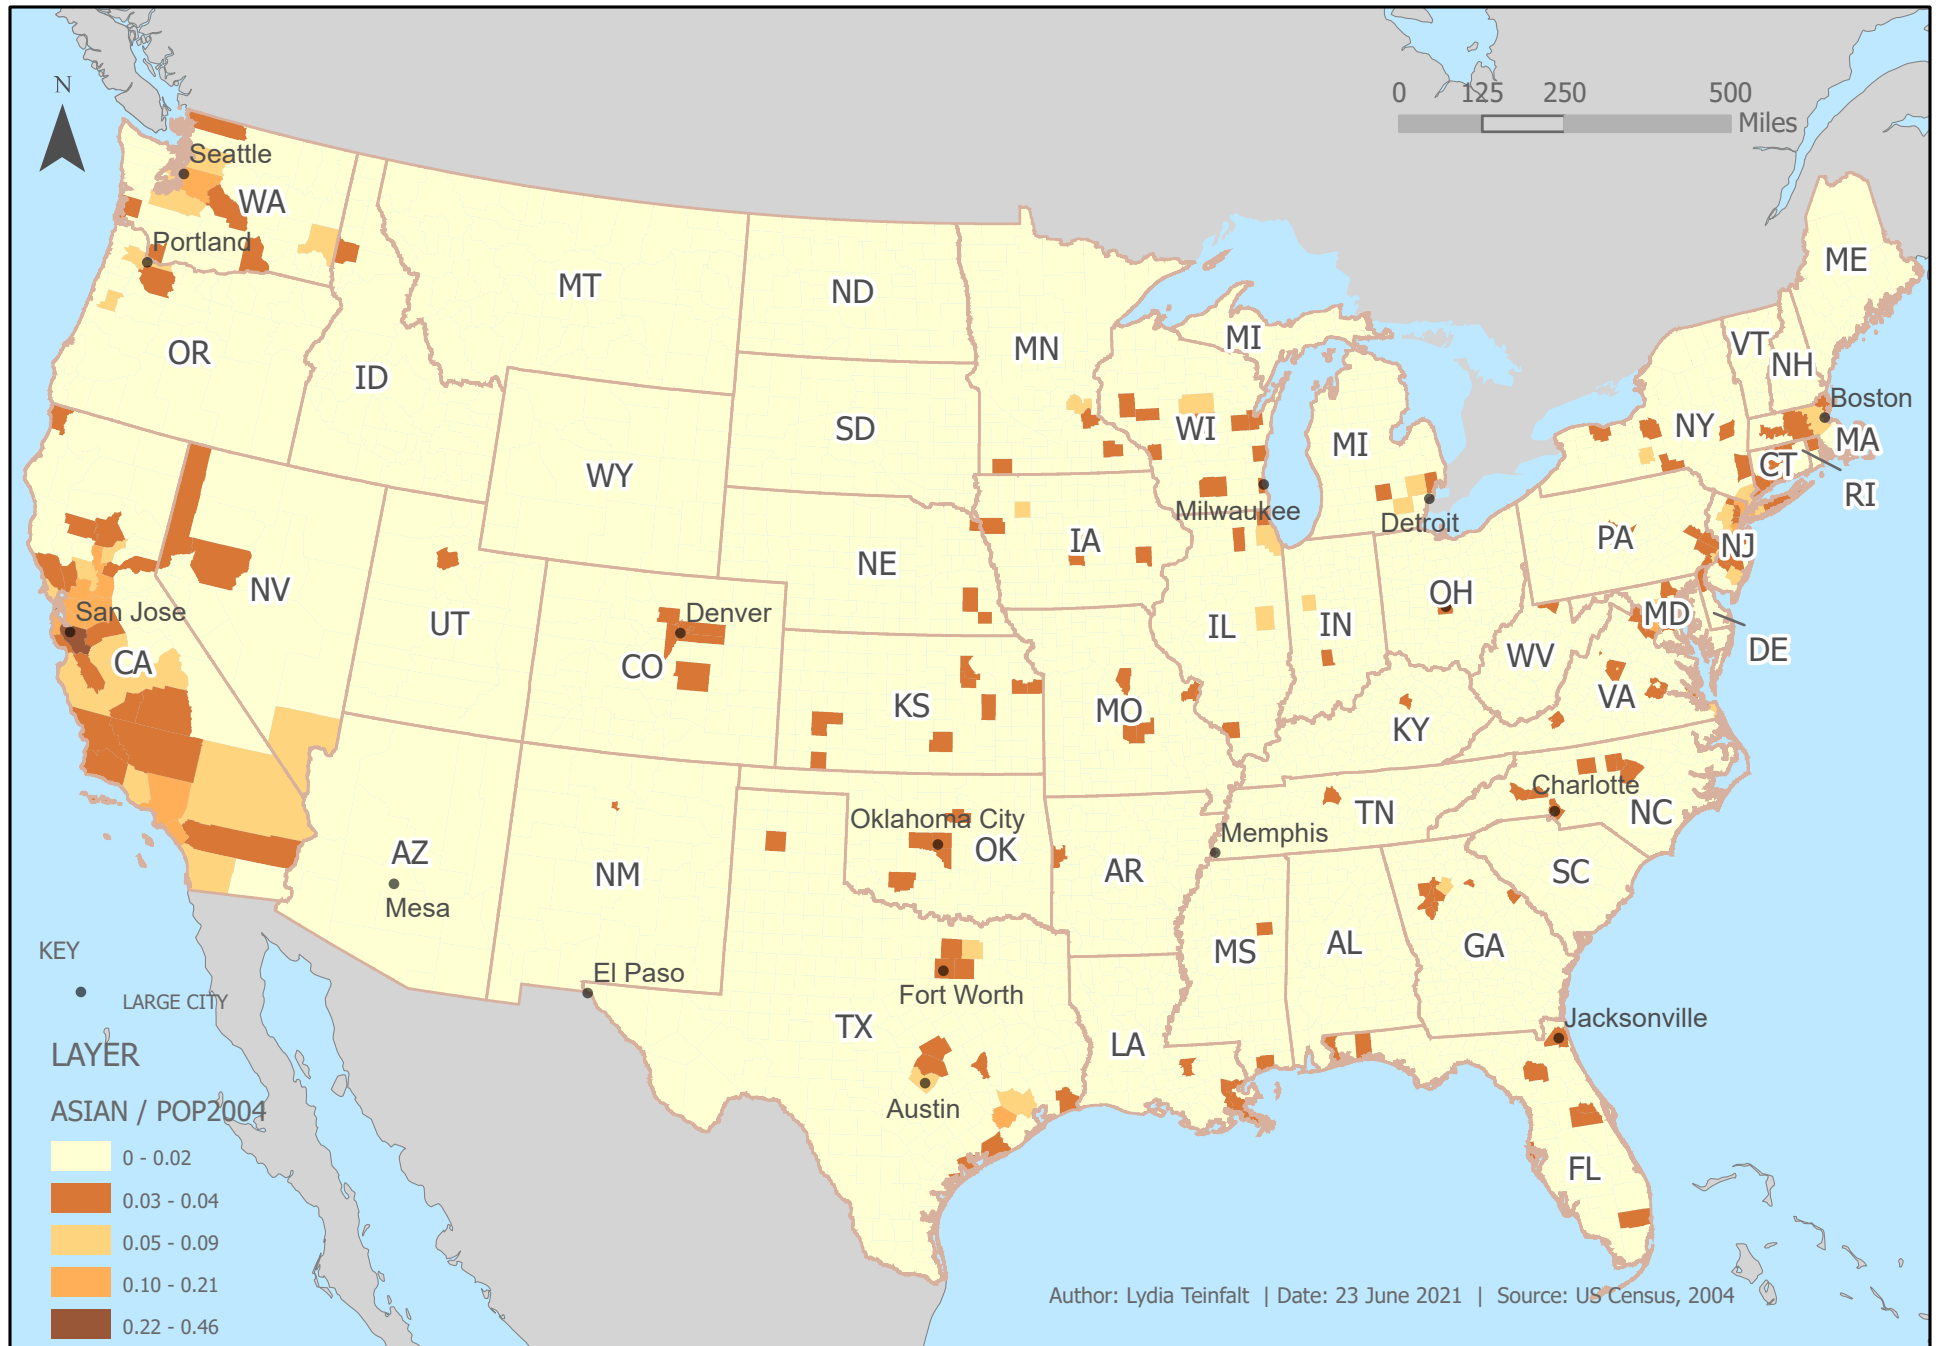 N
0 125 250 500
Miles
Seattle
WA
Portland
OR
ID
MT
ND
MN
MI
ME
VT
NH
Boston
MA
WY
SD
WI
MI
NY
CT
RI
Milwaukee
Detroit
IA
PA
NJ
NE
OH
San Jose
NV
UT
Denver
CO
CA
IL
IN
MD
DE
WV
VA
KS
MO
KY
Charlotte
NC
TN
Oklahoma City
OK
Memphis
AR
AZ
NM
Mesa
SC
MS
AL
GA
El Paso
Fort Worth
TX
LA
Jacksonville
Austin
FL
KEY
LARGE CITY
LAYER
ASIAN / POP2004
0 - 0.02
0.03 - 0.04
0.05 - 0.09
0.10 - 0.21
0.22 - 0.46
Author: Lydia Teinfalt | Date: 23 June 2021 | Source: US Census, 2004